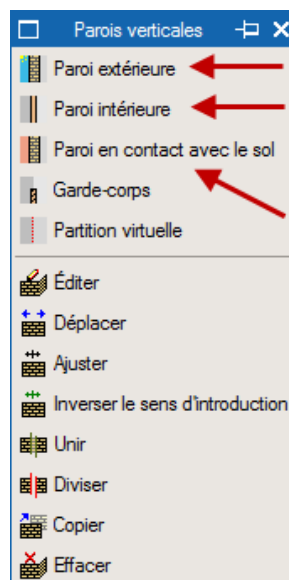 Parois verticales
Paroi extérieure
Paroi intérieure
Paroi en contact avec le sol
Garde-corps
Partition virtuelle
Éditer
Déplacer
Ajuster
Inverser le sens d'introduction
Unir
Diviser
Copier
Effacer